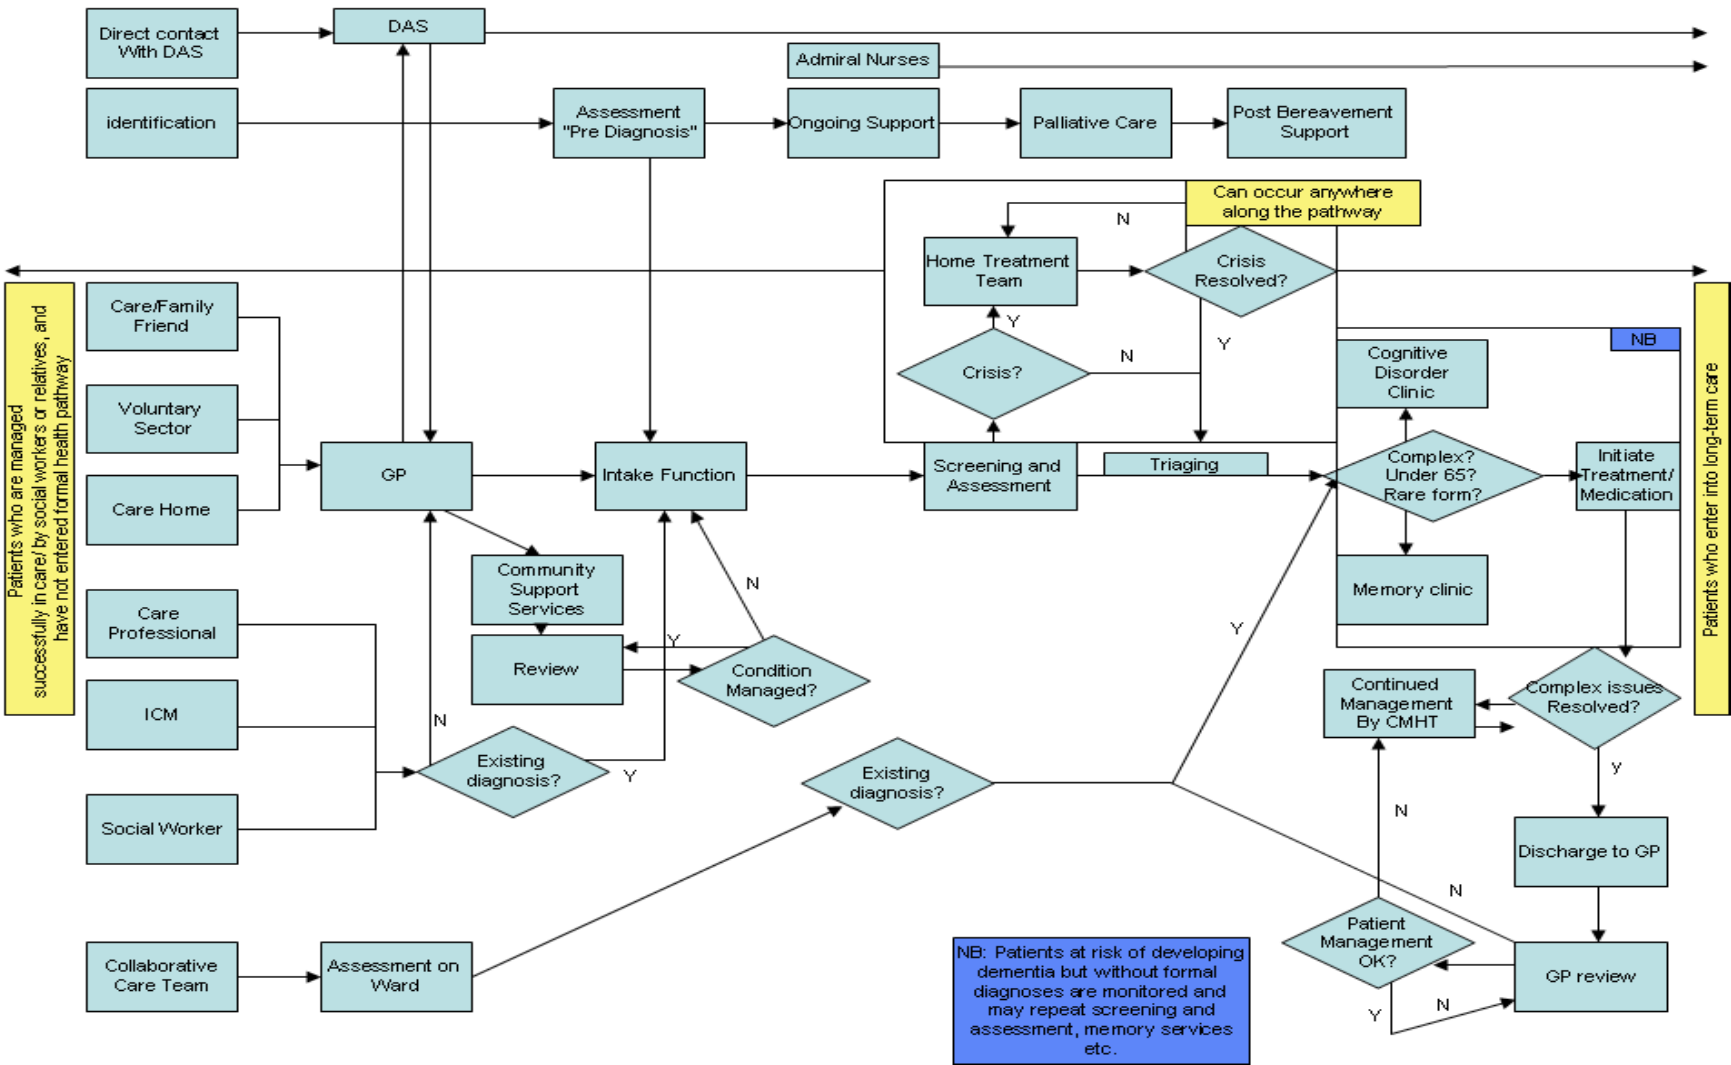 Direct contact
With DAS
DAS
Admiral Nurses
identification
Assessment
"Pre Diagnosis"
Ongoing Support
Palliative Care
Post Bereavement
Support
Can occur anywhere
along the pathway
N
Home Treatment
Team
Crisis
Resolved?
Y
Y
Crisis?
N
Patients who are managed
successfully in care/ by social workers or relatives, and
have not entered formal health pathway
Care/Family
Friend
Voluntary
Sector
Care Home
GP
Intake Function
Screening and
Assessment
Triaging
NB
Cognitive
Disorder
Clinic
Complex?
Under 65?
Rare form?
Initiate
Treatment/
Medication
Memory clinic
Patients who enter into long-term care
Community
Support
Services
N
Y
Review
Condition
Managed?
Care
Professional
ICM
Social Worker
N
Existing
diagnosis?
Y
Existing
diagnosis?
Y
Continued
Management
By CMHT
Complex issues
Resolved?
y
N
Discharge to GP
N
Patient
Management
OK?
GP review
Y
N
Collaborative
Care Team
Assessment on
Ward
NB: Patients at risk of developing
dementia but without formal
diagnoses are monitored and
may repeat screening and
assessment, memory services
etc.